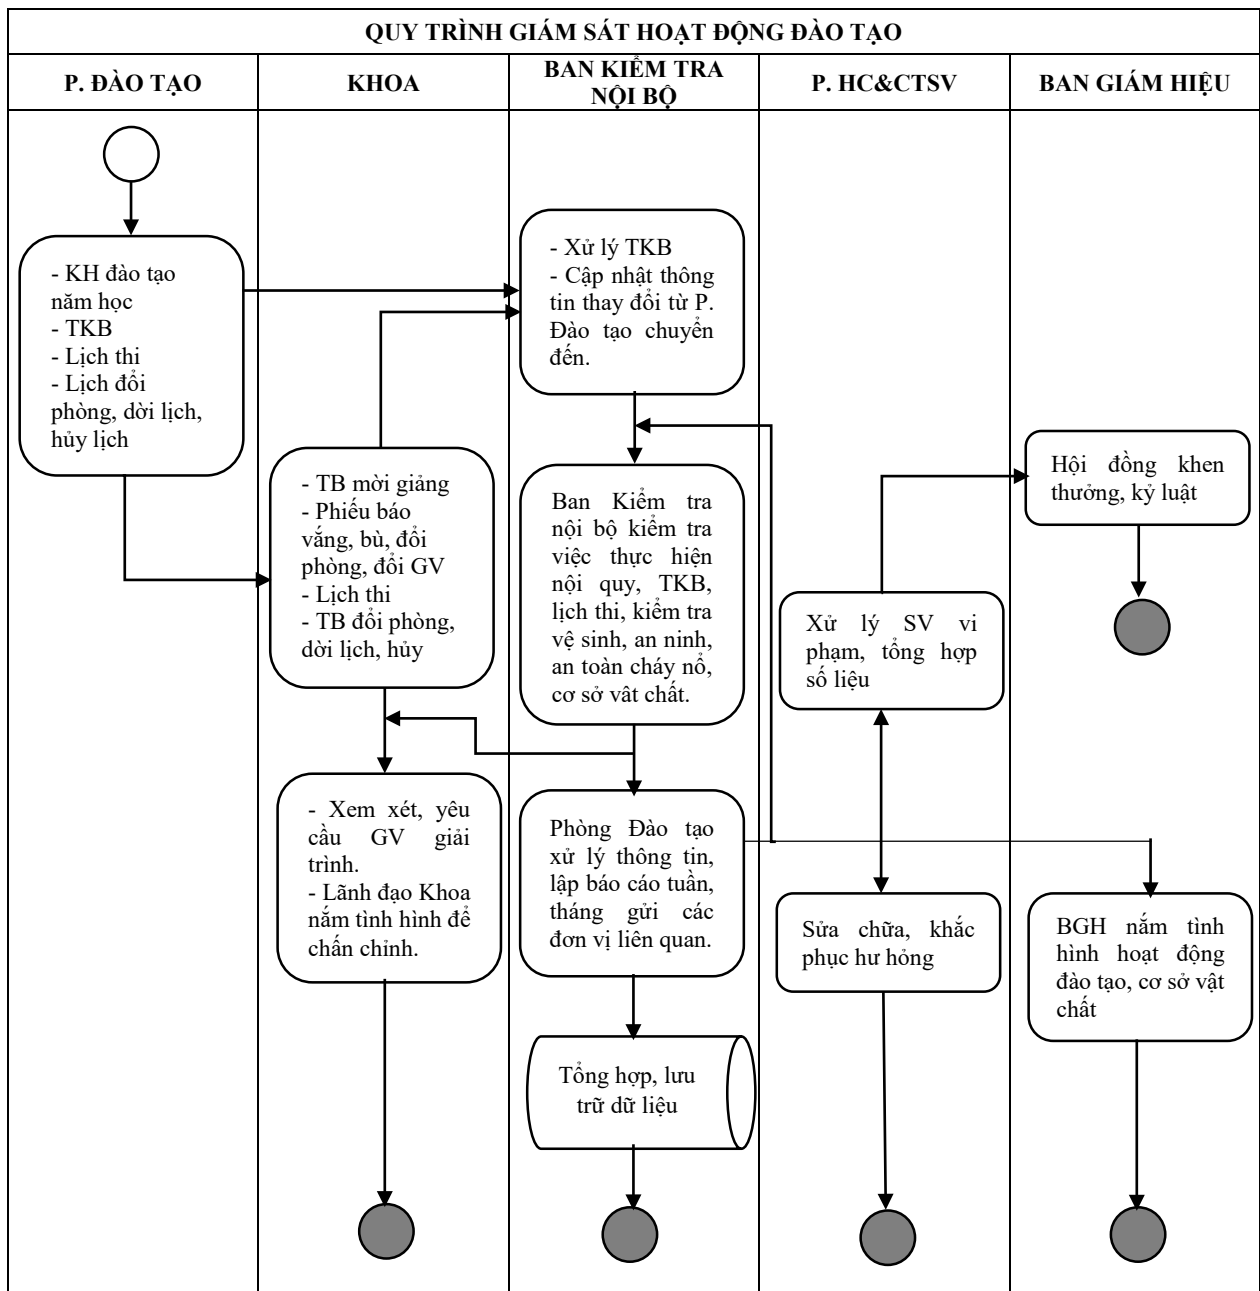 QUY TRÌNH GIÁM SÁT HOẠT ĐỘNG ĐÀO TẠO
P. ĐÀO TẠO
KHOA
BAN KIỂM TRA
NỘI BỘ
P. HC&CTSV
BAN GIÁM HIỆU
- KH đào tạo
năm học
- TKB
- Lịch thi
- Lịch đổi
phòng, dời lịch,
hủy lịch
- TB mời giảng
- Phiếu báo
vắng, bù, đổi
phòng, đổi GV
- Lịch thi
- TB đổi phòng,
dời lịch, hủy
- Xem xét, yêu
cầu GV giải
trình.
- Lãnh đạo Khoa
nắm tình hình để
chấn chỉnh.
- Xử lý TKB
- Cập nhật thông
tin thay đổi từ P.
Đào tạo chuyển
đến.
Ban Kiểm tra
nội bộ kiểm tra
việc thực hiện
nội quy, TKB,
lịch thi, kiểm tra
vệ sinh, an ninh,
an toàn cháy nổ,
cơ sở vât chất.
Phòng Đào tạo
xử lý thông tin,
lập báo cáo tuần,
tháng gửi các
đơn vị liên quan.
Tổng hợp, lưu
trữ dữ liệu
Xử lý SV vi
phạm, tổng hợp
số liệu
Sửa chữa, khắc
phục hư hỏng
Hội đồng khen
thưởng, kỷ luật
BGH nắm tình
hình hoạt động
đào tạo, cơ sở vật
chất